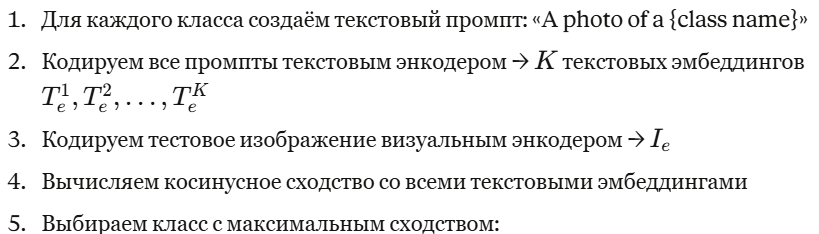 1. Для каждого класса создаём текстовый промпт: «A photo of a {class name}»
2. Кодируем все промпты текстовым энкодером → K текстовых эмбеддингов
T_e^1, T_e^2, ..., T_e^K
3. Кодируем тестовое изображение визуальным энкодером → I_e
4. Вычисляем косинусное сходство со всеми текстовыми эмбеддингами
5. Выбираем класс с максимальным сходством: